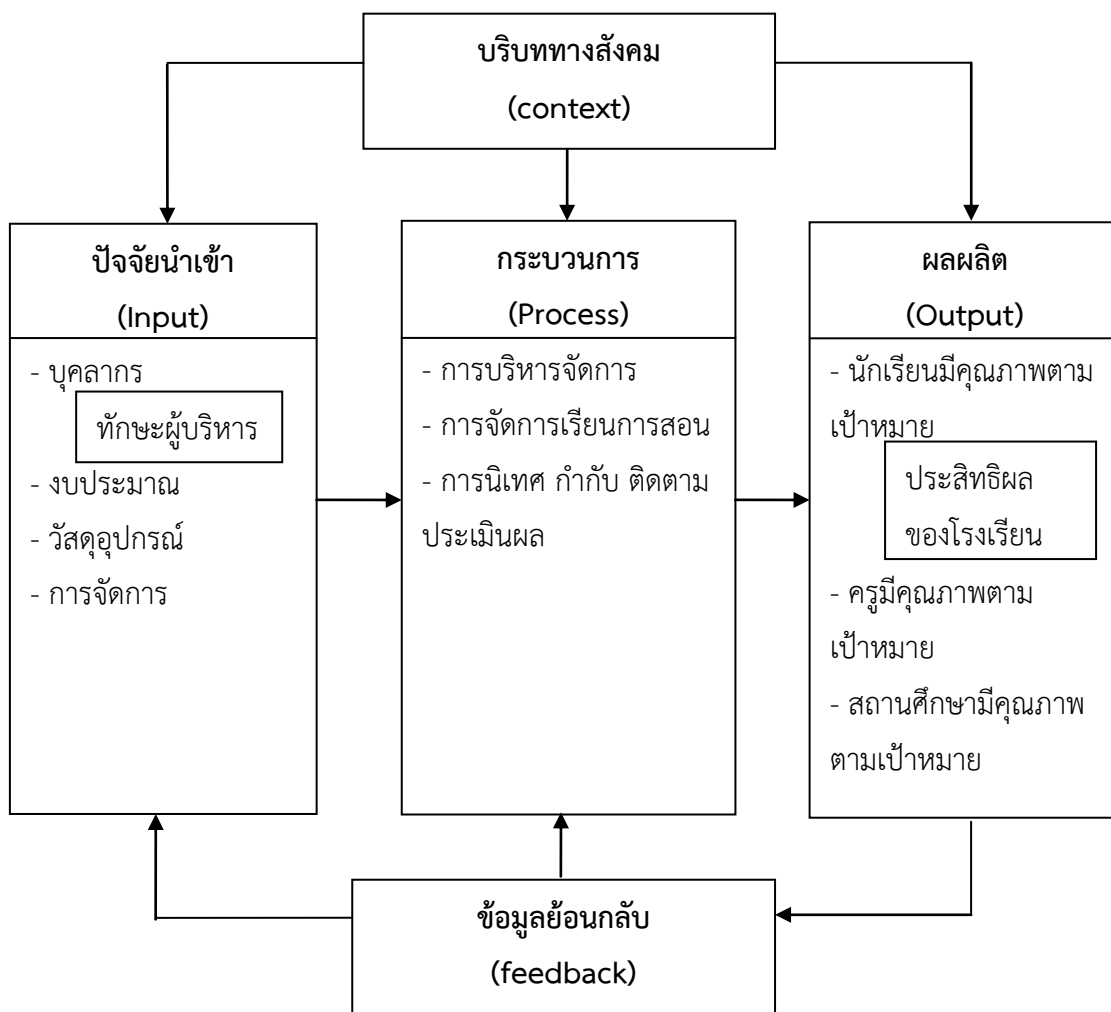 บริบททางสังคม
(context)
ปัจจัยนำเข้า
(Input)
- บุคลากร
ทักษะผู้บริหาร
- งบประมาณ
- วัสดุอุปกรณ์
- การจัดการ
กระบวนการ
(Process)
- การบริหารจัดการ
- การจัดการเรียนการสอน
- การนิเทศ กำกับ ติดตาม
ประเมินผล
ผลผลิต
(Output)
- นักเรียนมีคุณภาพตาม
เป้าหมาย
ประสิทธิผล
ของโรงเรียน
- ครูมีคุณภาพตาม
เป้าหมาย
- สถานศึกษามีคุณภาพ
ตามเป้าหมาย
ข้อมูลย้อนกลับ
(feedback)